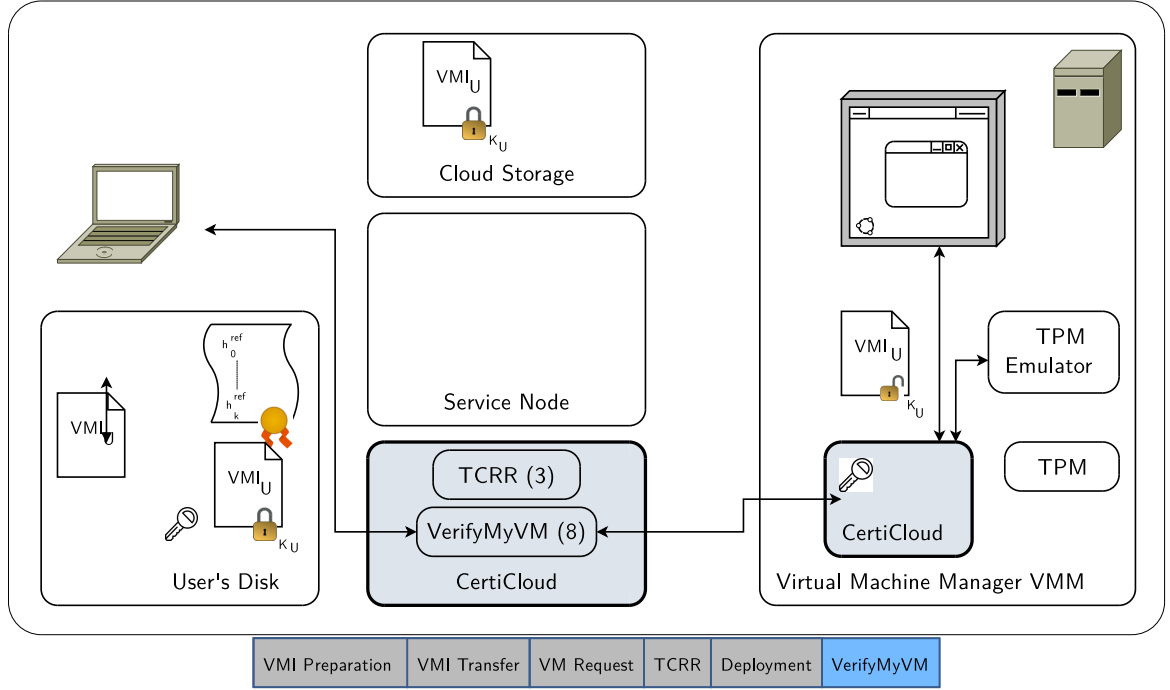 VMI U
K U
Cloud Storage
Service Node
TCRR (3)
VerifyMyVM (8)
CertiCloud
h ref 0
h ref k
VMI U
VMI U
K U
User's Disk
VMI U
K U
TPM
Emulator
TPM
CertiCloud
Virtual Machine Manager VMM
VMI Preparation
VMI Transfer
VM Request
TCRR
Deployment
VerifyMyVM